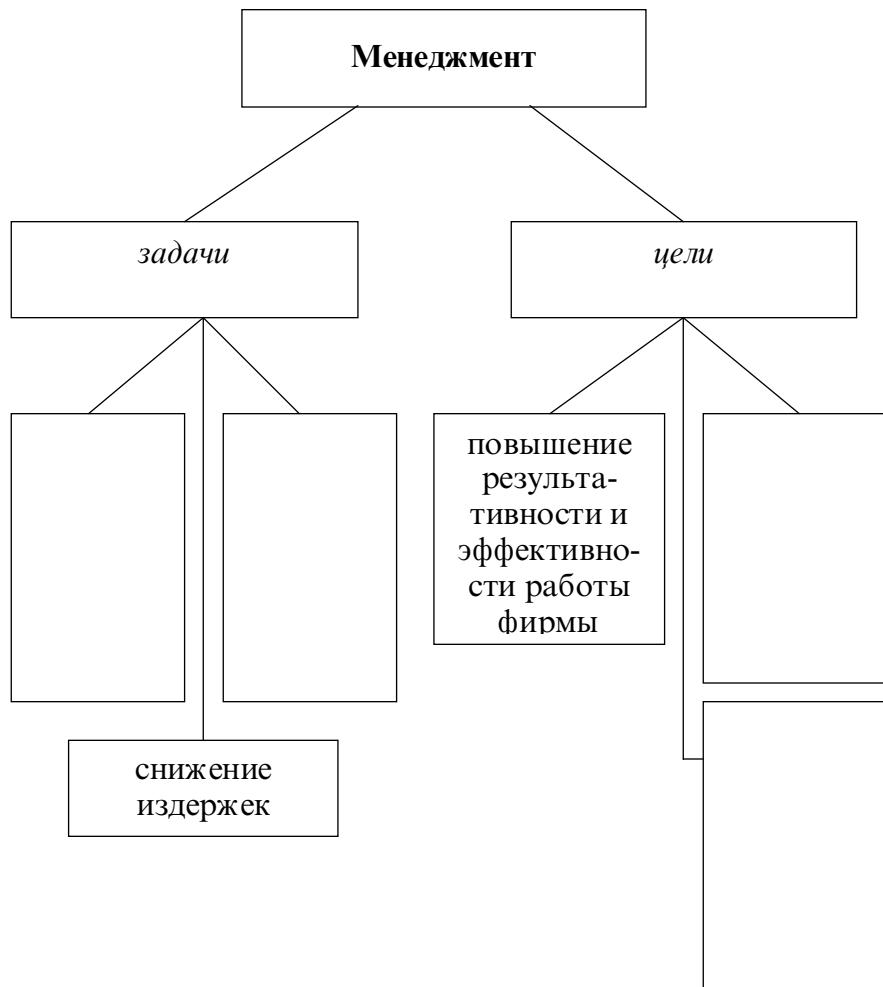 Менеджмент
задачи
цели
повышение
результа-
тивности и
эффективно-
сти работы
фирмы
снижение
издержек